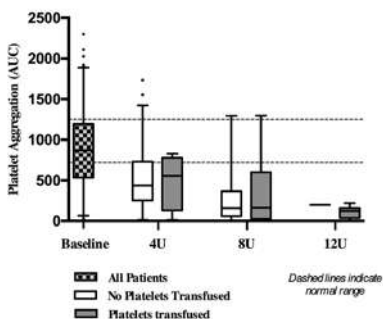 2500
2000
1500
1000
500
0
Platelet Aggregation (AUC)
Baseline 4U 8U 12U
All Patients
No Platelets Transfused
Platelets transfused
Dashed lines indicate
normal range